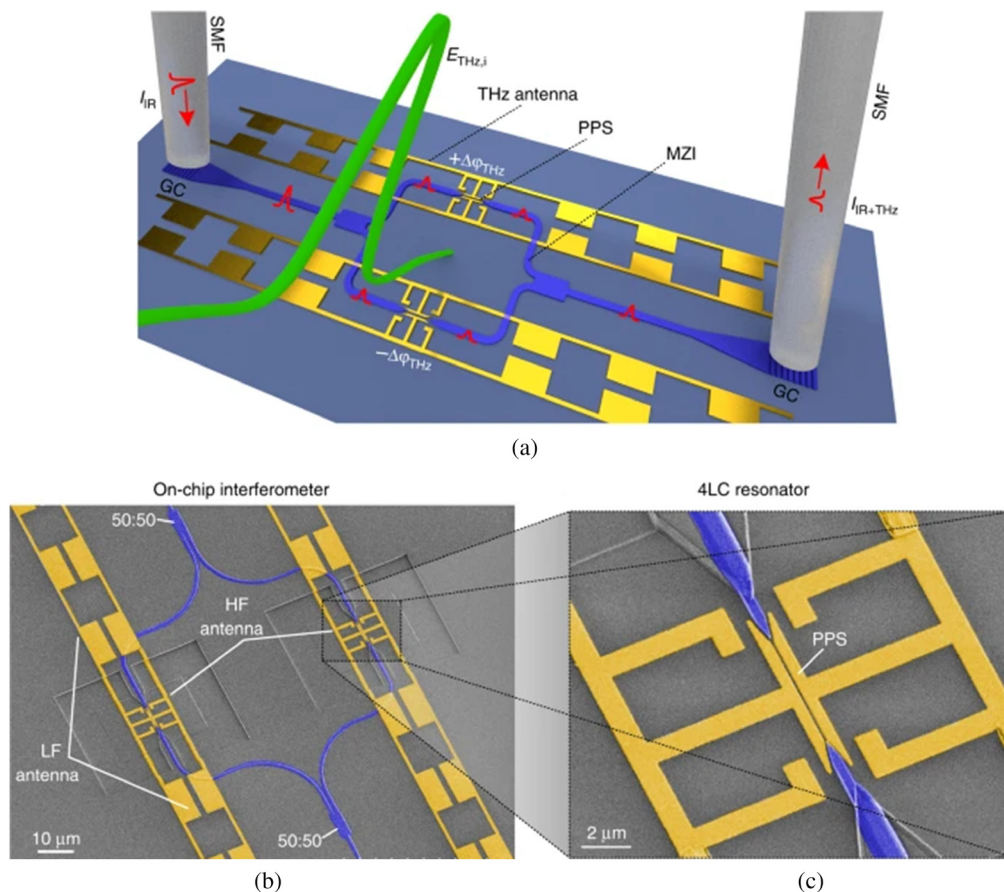 SMF
I_IR
E_THz,i
THz antenna
PPS
MZI
SMF
+Δφ_THz
GC
I_IR+THz
−Δφ_THz
GC
(a)
On-chip interferometer
4LC resonator
50:50
HF
antenna
PPS
LF
antenna
50:50
10 μm
2 μm
(b)
(c)